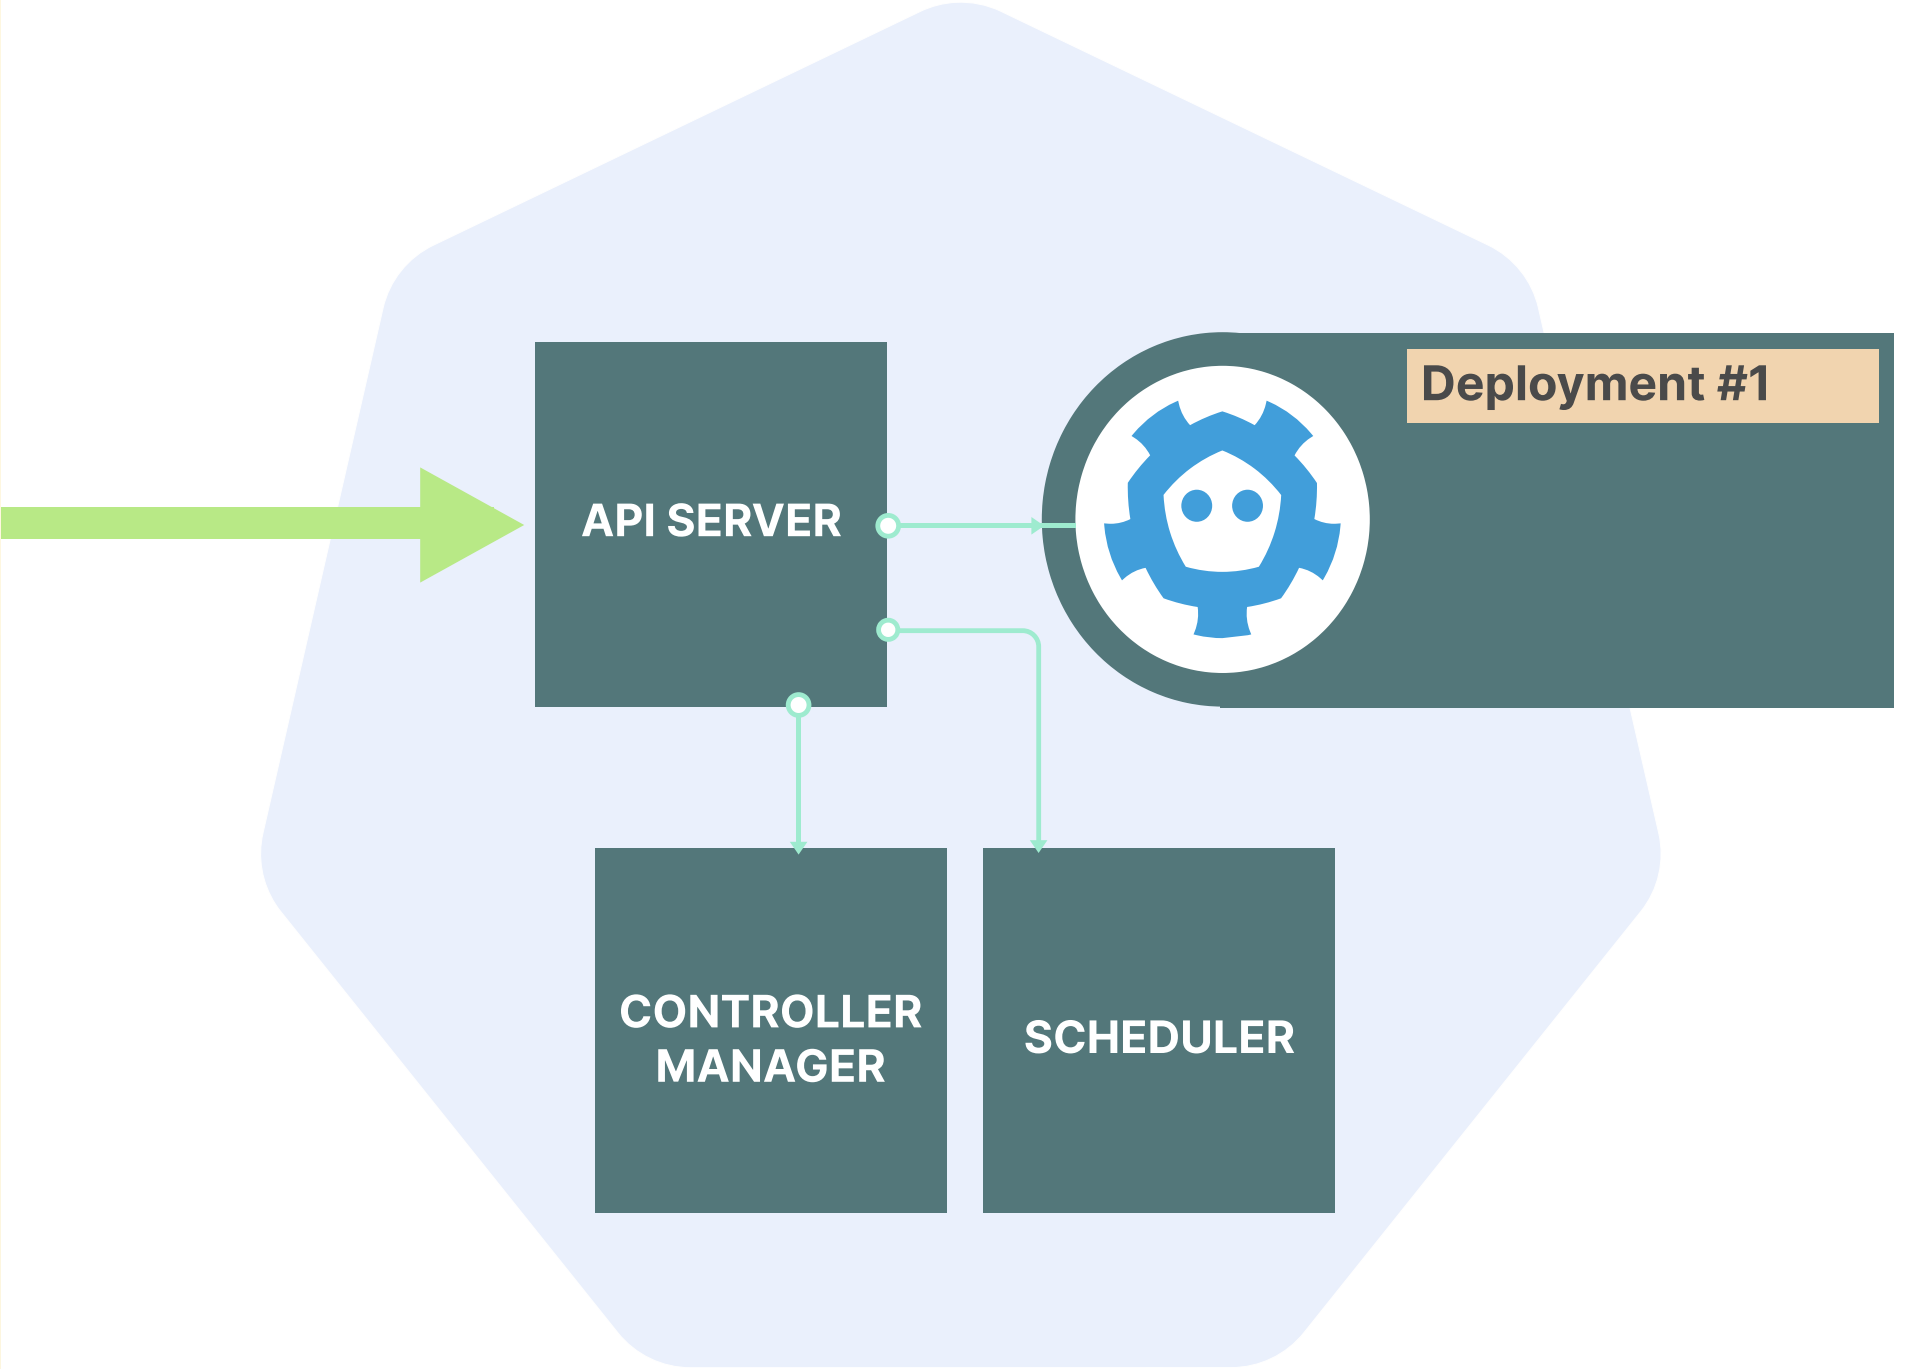 Deployment #1
API SERVER
CONTROLLER
MANAGER
SCHEDULER